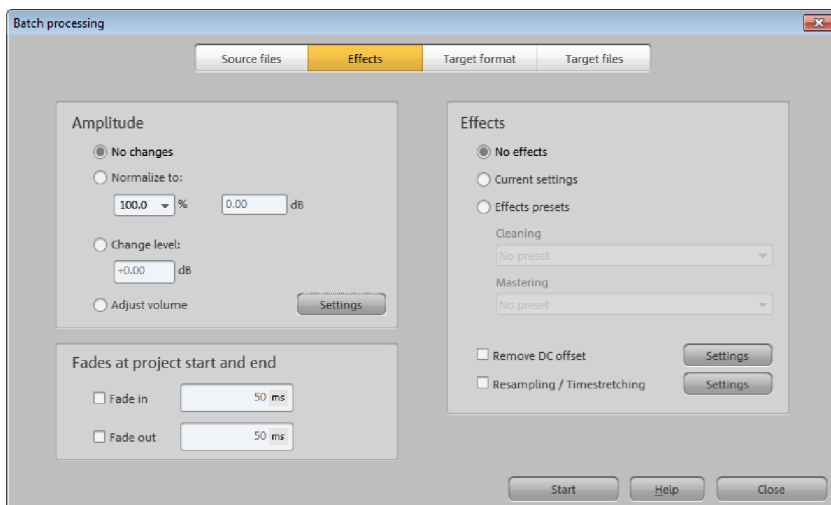 Batch processing
Source files
Effects
Target format
Target files
Amplitude
No changes
Normalize to:
100.0 %
0.00 dB
Change level:
+0.00 dB
Adjust volume
Settings
Fades at project start and end
Fade in
50 ms
Fade out
50 ms
Effects
No effects
Current settings
Effects presets
Cleaning
No preset
Mastering
No preset
Remove DC offset
Settings
Resampling / Timestretching
Settings
Start
Help
Close